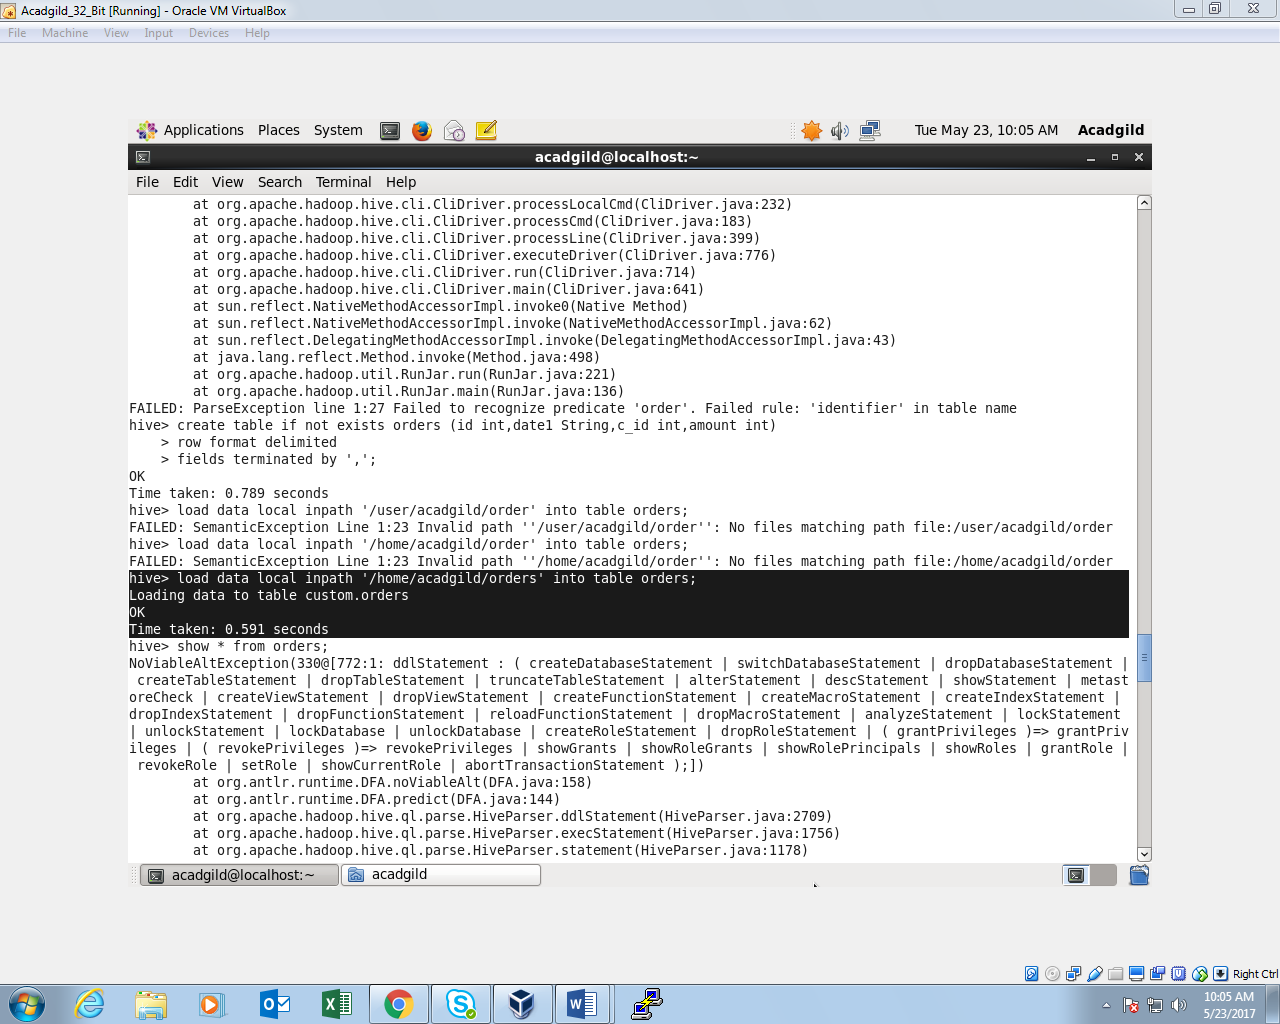 Acadgild_32_Bit [Running] - Oracle VM VirtualBox
File Machine View Input Devices Help
Applications Places System Tue May 23, 10:05 AM Acadgild
acadgild@localhost:~
File Edit View Search Terminal Help
at org.apache.hadoop.hive.cli.CliDriver.processLocalCmd(CliDriver.java:232)
at org.apache.hadoop.hive.cli.CliDriver.processCmd(CliDriver.java:183)
at org.apache.hadoop.hive.cli.CliDriver.processLine(CliDriver.java:399)
at org.apache.hadoop.hive.cli.CliDriver.executeDriver(CliDriver.java:776)
at org.apache.hadoop.hive.cli.CliDriver.run(CliDriver.java:714)
at org.apache.hadoop.hive.cli.CliDriver.main(CliDriver.java:641)
at sun.reflect.NativeMethodAccessorImpl.invoke0(Native Method)
at sun.reflect.NativeMethodAccessorImpl.invoke(NativeMethodAccessorImpl.java:62)
at sun.reflect.DelegatingMethodAccessorImpl.invoke(DelegatingMethodAccessorImpl.java:43)
at java.lang.reflect.Method.invoke(Method.java:498)
at org.apache.hadoop.util.RunJar.run(RunJar.java:221)
at org.apache.hadoop.util.RunJar.main(RunJar.java:136)
FAILED: ParseException line 1:27 Failed to recognize predicate 'order'. Failed rule: 'identifier' in table name
hive> create table if not exists orders (id int,date1 String,c_id int,amount int)
> row format delimited
> fields terminated by ',';
OK
Time taken: 0.789 seconds
hive> load data local inpath '/user/acadgild/order' into table orders;
FAILED: SemanticException Line 1:23 Invalid path ''/user/acadgild/order'': No files matching path file:/user/acadgild/order
hive> load data local inpath '/home/acadgild/order' into table orders;
FAILED: SemanticException Line 1:23 Invalid path ''/home/acadgild/order'': No files matching path file:/home/acadgild/order
hive> load data local inpath '/home/acadgild/orders' into table orders;
Loading data to table custom.orders
OK
Time taken: 0.591 seconds
hive> show * from orders;
NoViableAltException(330@[772:1: ddlStatement : ( createDatabaseStatement | switchDatabaseStatement | dropDatabaseStatement |
createTableStatement | dropTableStatement | truncateTableStatement | alterStatement | descStatement | showStatement | metast
oreCheck | createViewStatement | dropViewStatement | createFunctionStatement | createMacroStatement | createIndexStatement |
dropIndexStatement | dropFunctionStatement | reloadFunctionStatement | dropMacroStatement | analyzeStatement | lockStatement
| unlockStatement | lockDatabase | unlockDatabase | createRoleStatement | dropRoleStatement | ( grantPrivileges )=> grantPriv
ileges | ( revokePrivileges )=> revokePrivileges | showGrants | showRoleGrants | showRolePrincipals | showRoles | grantRole |
revokeRole | setRole | showCurrentRole | abortTransactionStatement );])
at org.antlr.runtime.DFA.noViableAlt(DFA.java:158)
at org.antlr.runtime.DFA.predict(DFA.java:144)
at org.apache.hadoop.hive.ql.parse.HiveParser.ddlStatement(HiveParser.java:2709)
at org.apache.hadoop.hive.ql.parse.HiveParser.execStatement(HiveParser.java:1756)
at org.apache.hadoop.hive.ql.parse.HiveParser.statement(HiveParser.java:1178)
acadgild@localhost:~ acadgild
Right Ctrl
10:05 AM
5/23/2017